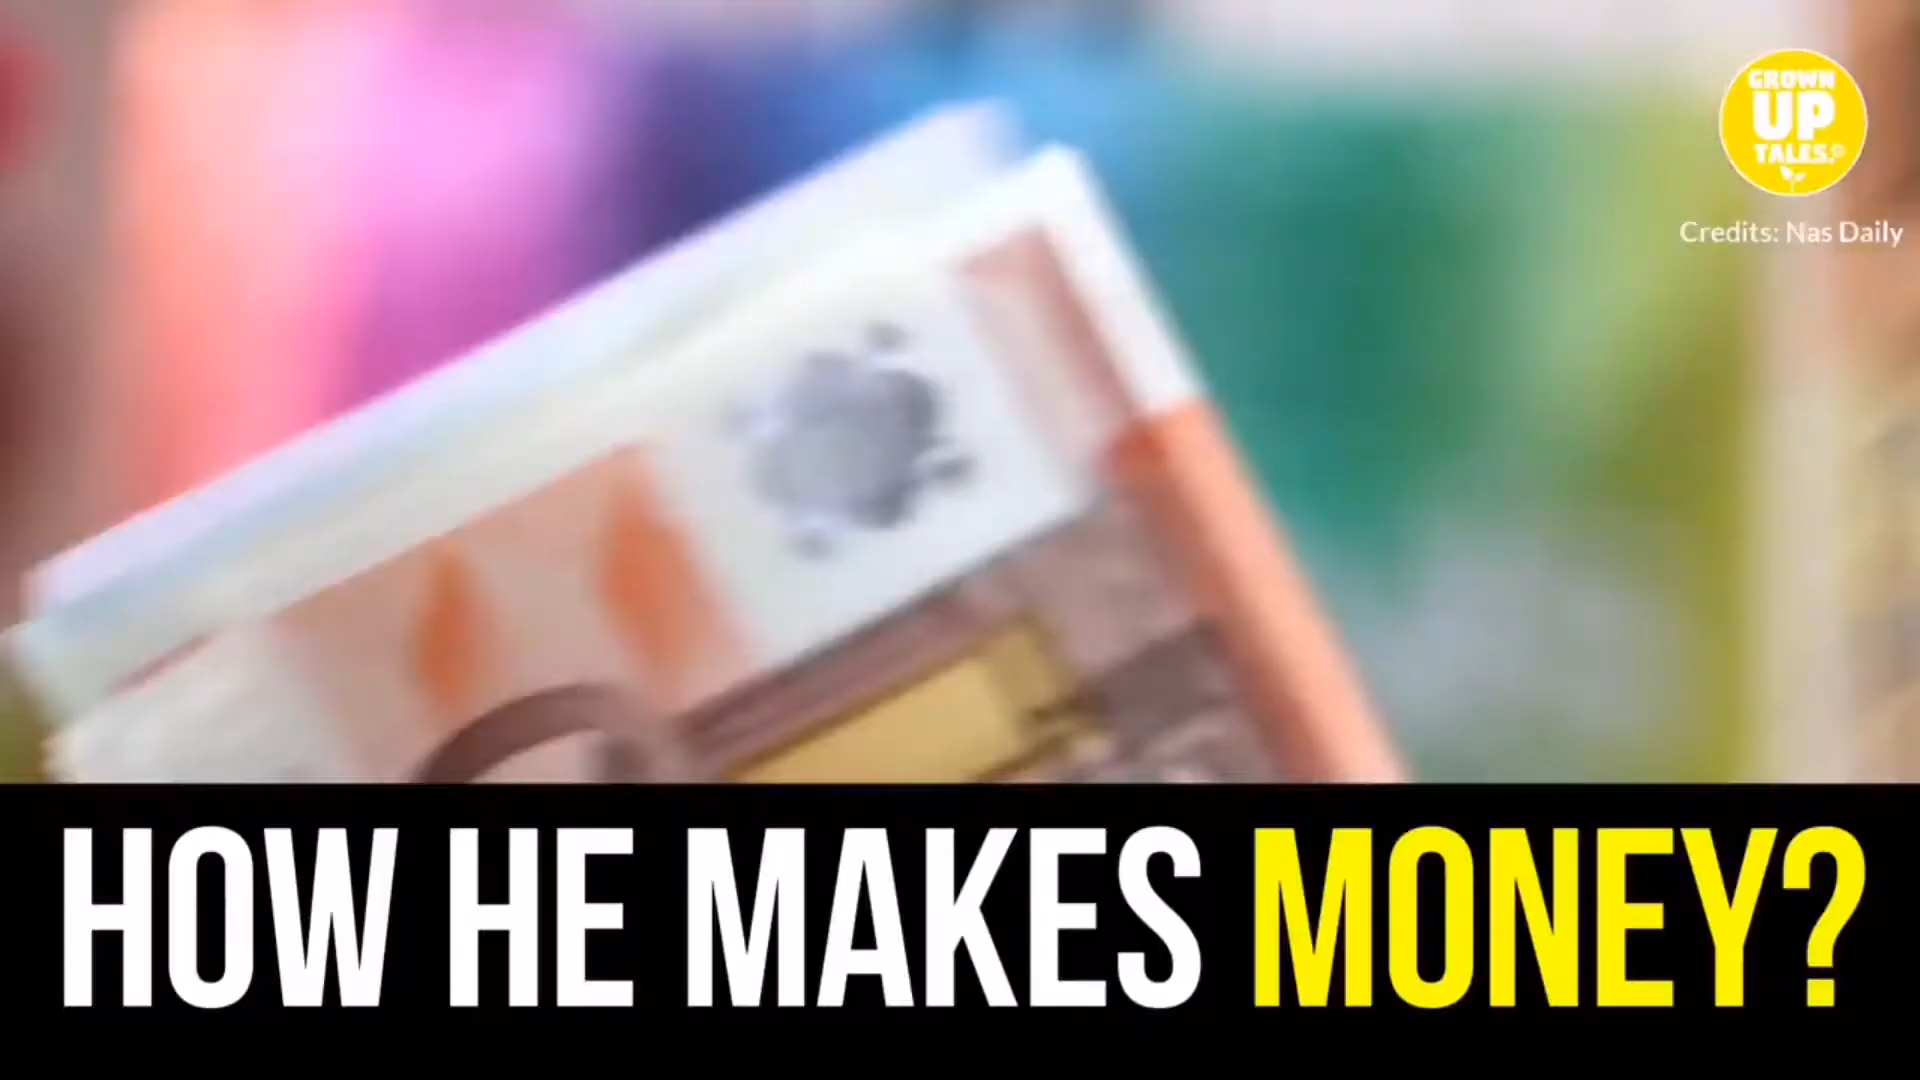 GROWN
UP
TALES.®
Credits: Nas Daily
HOW HE MAKES MONEY?